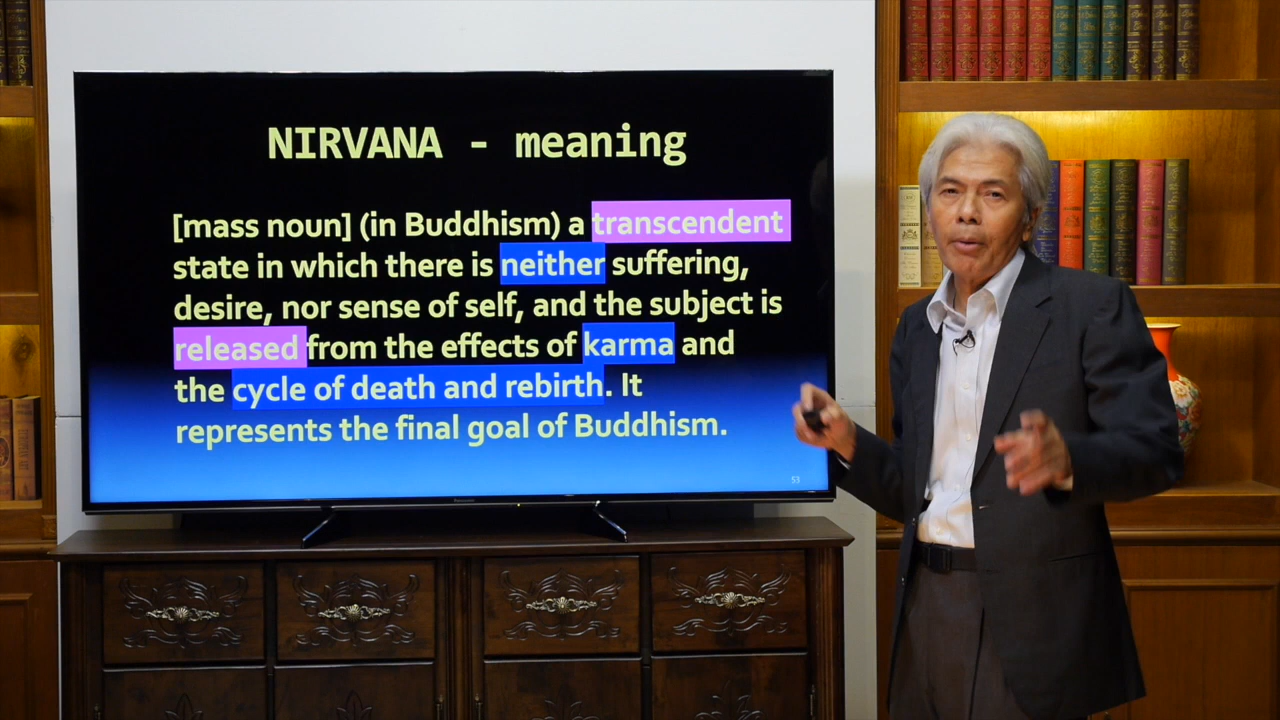 NIRVANA - meaning
[mass noun] (in Buddhism) a transcendent
state in which there is neither suffering,
desire, nor sense of self, and the subject is
released from the effects of karma and
the cycle of death and rebirth. It
represents the final goal of Buddhism.
53